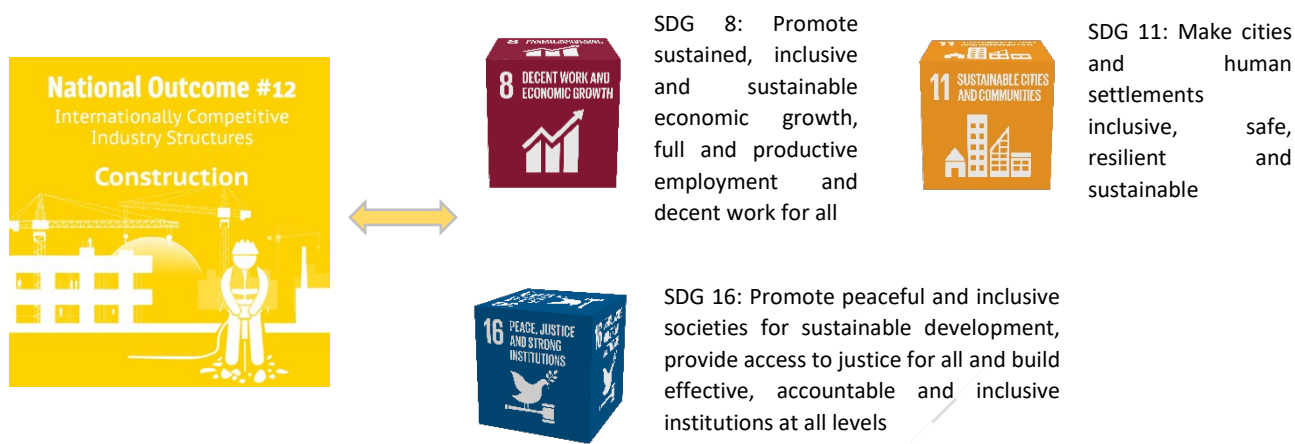 National Outcome #12
Internationally Competitive
Industry Structures
Construction
8 DECENT WORK AND
ECONOMIC GROWTH
SDG 8: Promote
sustained, inclusive
and sustainable
economic growth,
full and productive
employment and
decent work for all
11 SUSTAINABLE CITIES
AND COMMUNITIES
SDG 11: Make cities
and human
settlements
inclusive, safe,
resilient and
sustainable
16 PEACE, JUSTICE
AND STRONG
INSTITUTIONS
SDG 16: Promote peaceful and inclusive
societies for sustainable development,
provide access to justice for all and build
effective, accountable and inclusive
institutions at all levels